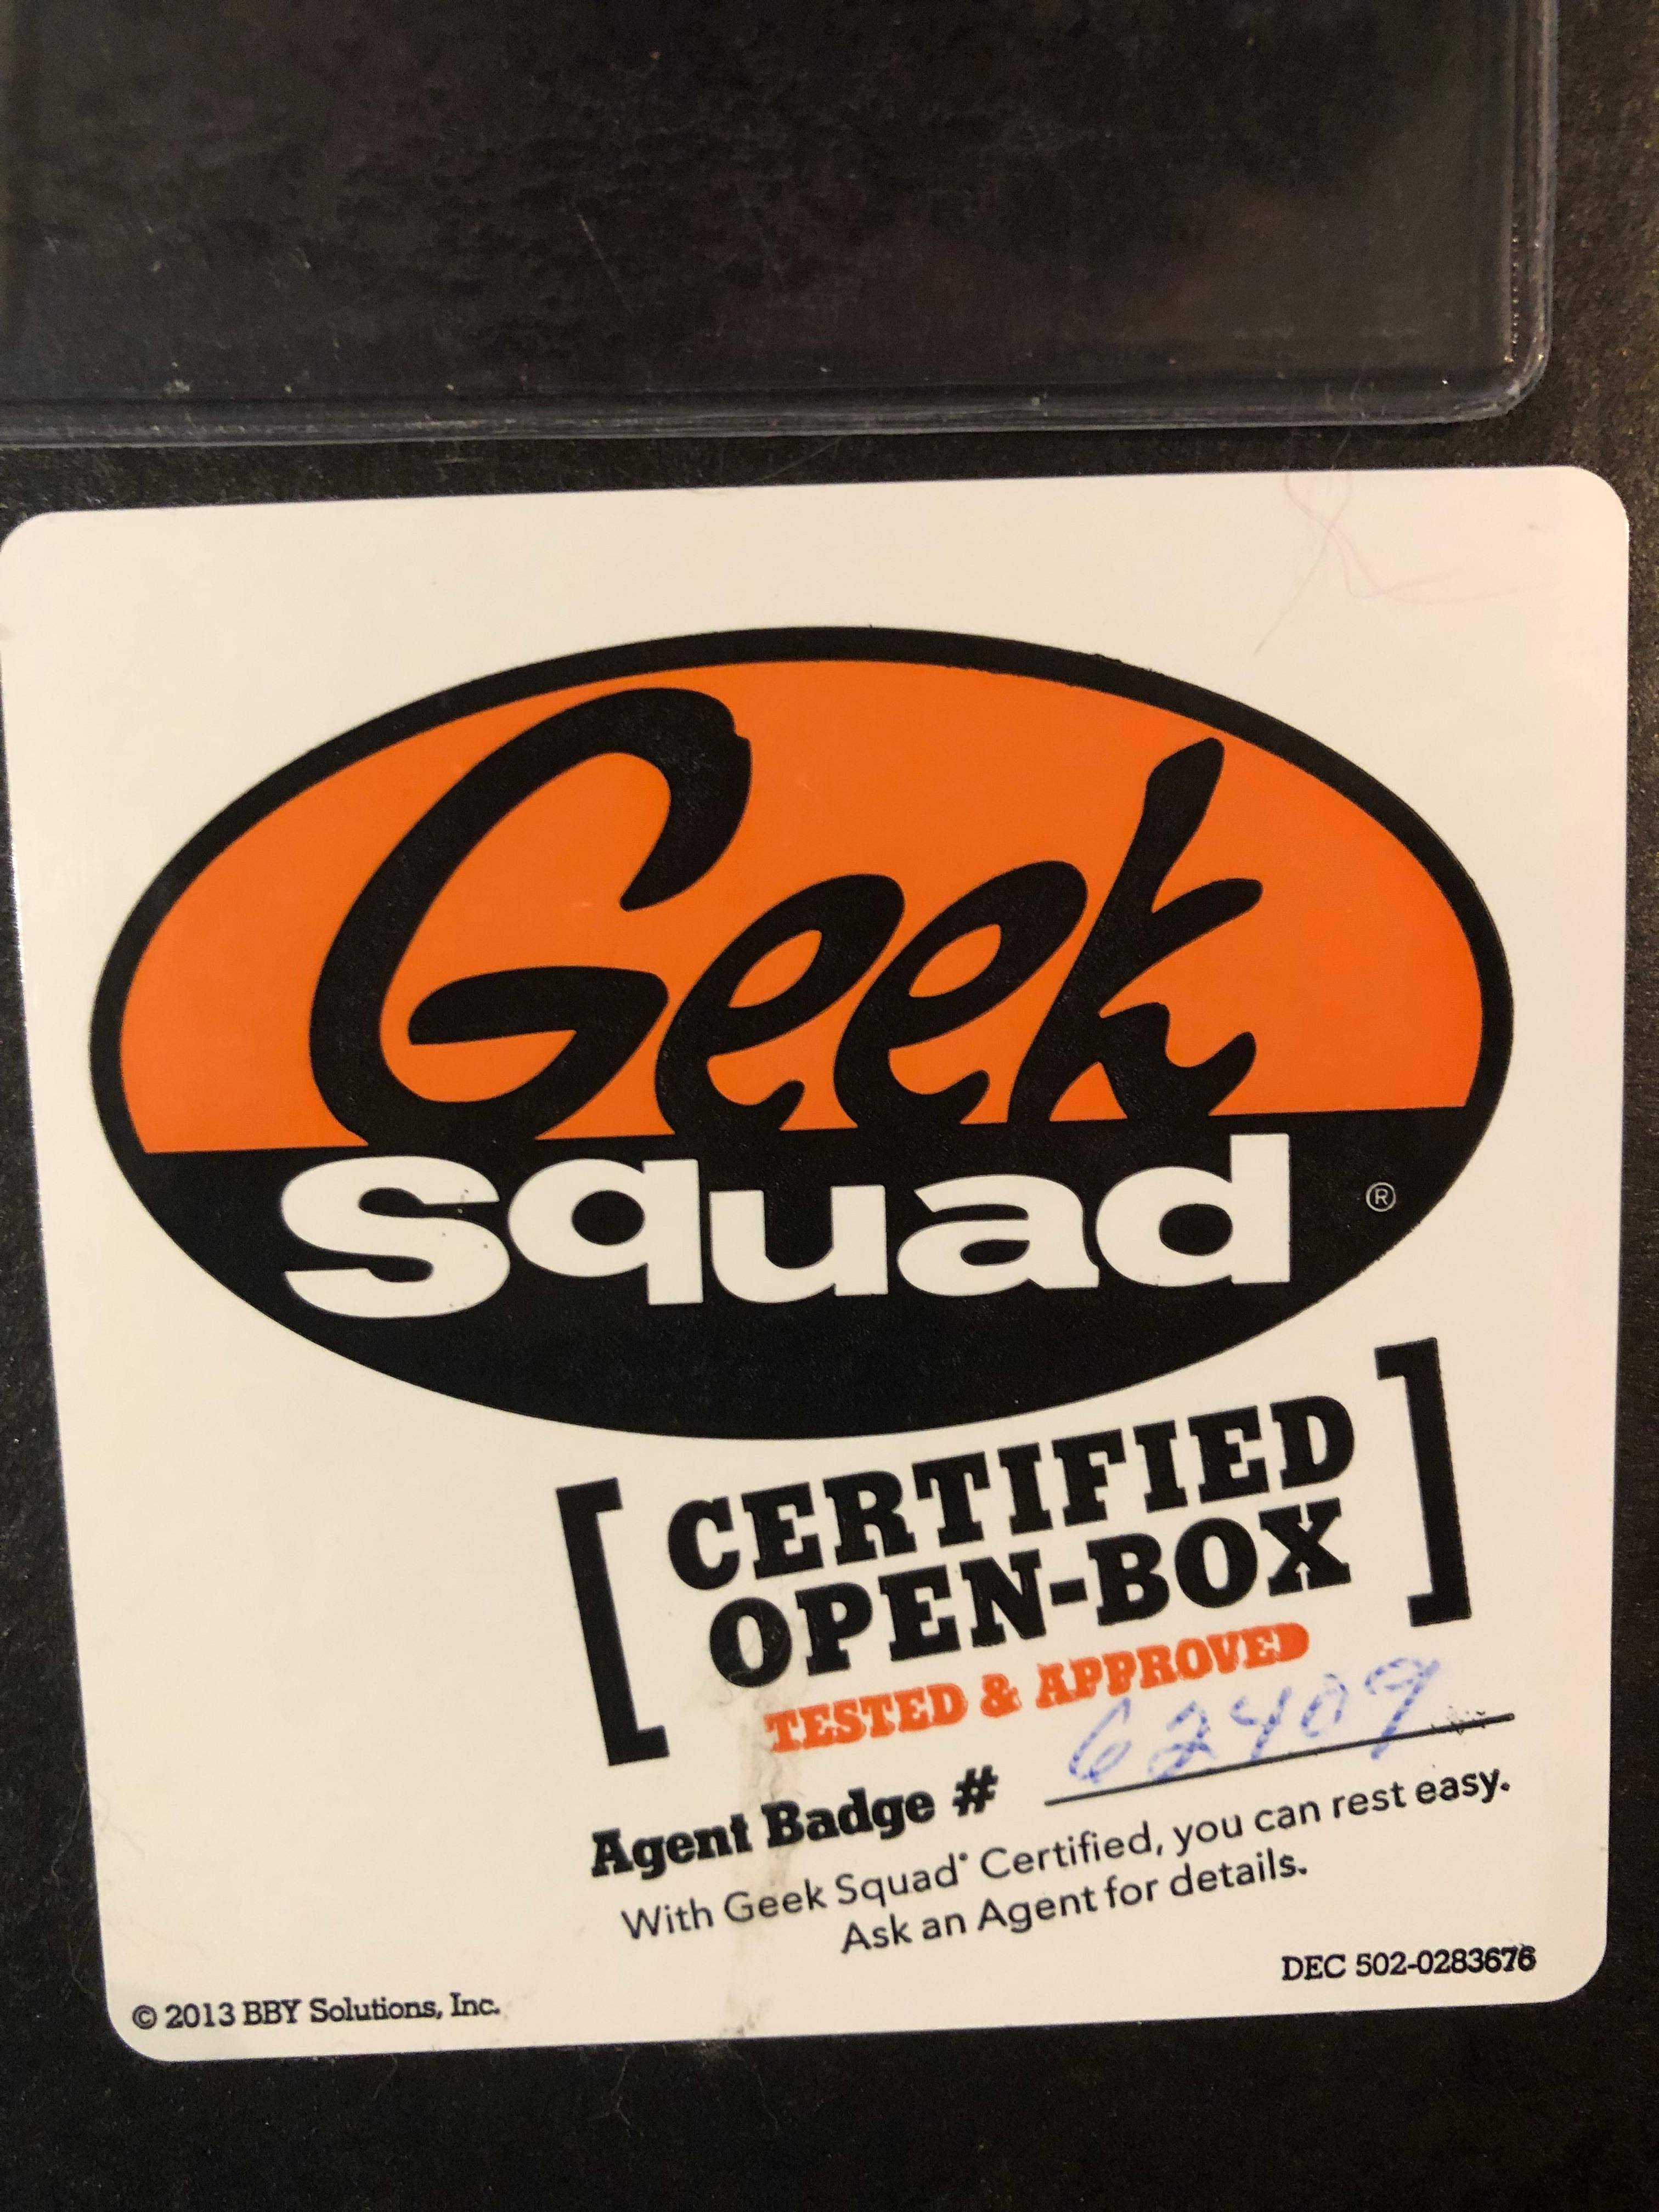 Geek
squad ®
[CERTIFIED
OPEN-BOX]
TESTED & APPROVED
Agent Badge # 62409
With Geek Squad® Certified, you can rest easy.
Ask an Agent for details.
DEC 502-0283676
© 2013 BBY Solutions, Inc.